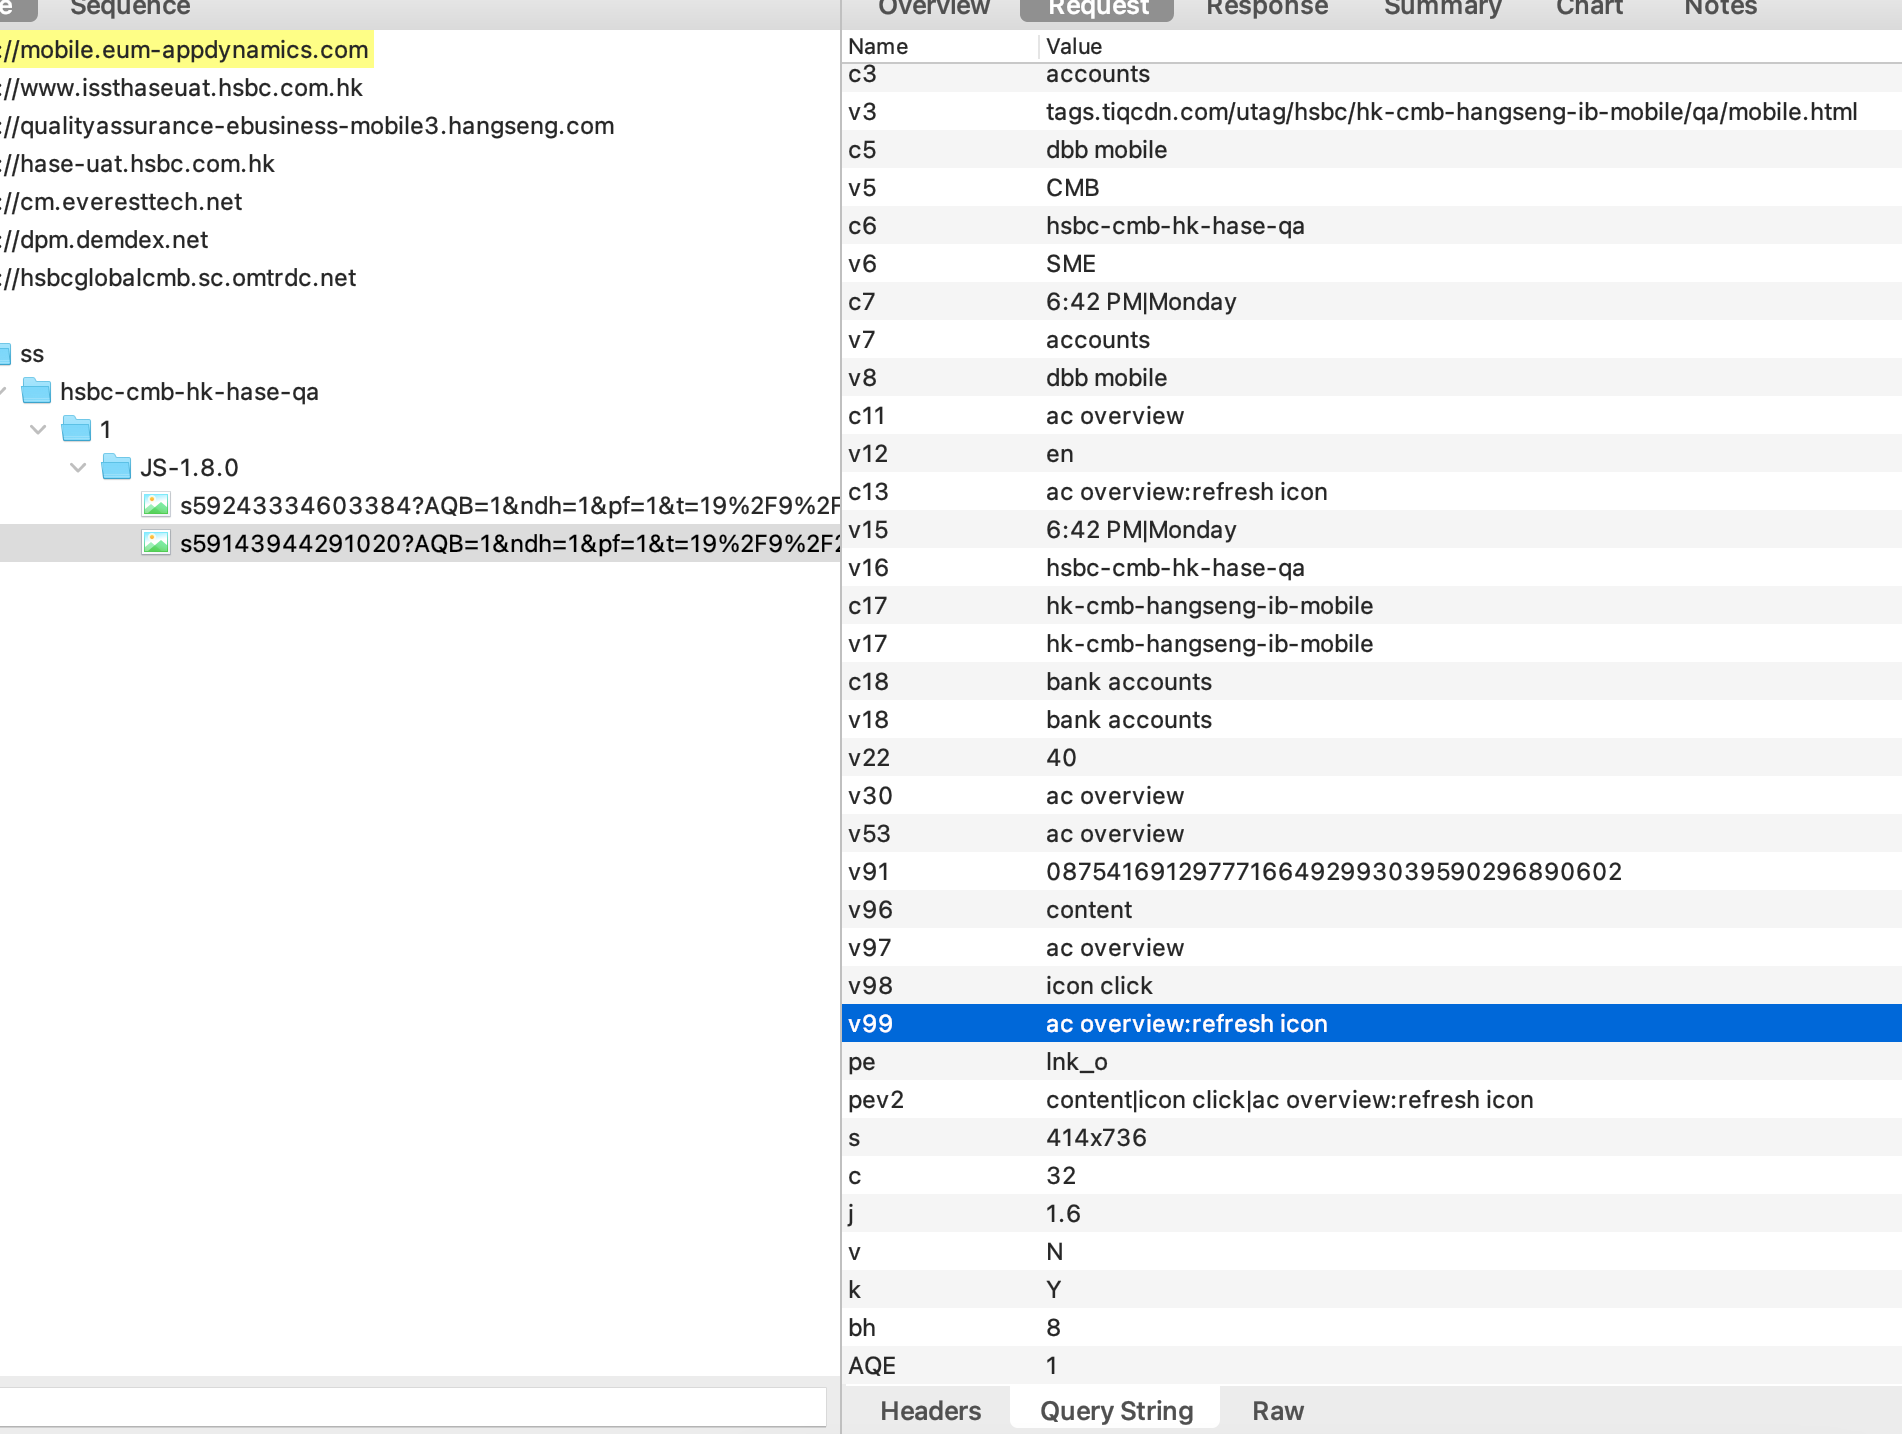 e Sequence
://mobile.eum-appdynamics.com
://www.issthaseuat.hsbc.com.hk
://qualityassurance-ebusiness-mobile3.hangseng.com
://hase-uat.hsbc.com.hk
://cm.everesttech.net
://dpm.demdex.net
://hsbcglobalcmb.sc.omtrdc.net
ss
hsbc-cmb-hk-hase-qa
1
JS-1.8.0
s59243334603384?AQB=1&ndh=1&pf=1&t=19%2F9%2F
s59143944291020?AQB=1&ndh=1&pf=1&t=19%2F9%2F2
Overview Request Response Summary Chart Notes
Name Value
c3 accounts
v3 tags.tiqcdn.com/utag/hsbc/hk-cmb-hangseng-ib-mobile/qa/mobile.html
c5 dbb mobile
v5 CMB
c6 hsbc-cmb-hk-hase-qa
v6 SME
c7 6:42 PM|Monday
v7 accounts
v8 dbb mobile
c11 ac overview
v12 en
c13 ac overview:refresh icon
v15 6:42 PM|Monday
v16 hsbc-cmb-hk-hase-qa
c17 hk-cmb-hangseng-ib-mobile
v17 hk-cmb-hangseng-ib-mobile
c18 bank accounts
v18 bank accounts
v22 40
v30 ac overview
v53 ac overview
v91 08754169129777166492993039590296890602
v96 content
v97 ac overview
v98 icon click
v99 ac overview:refresh icon
pe lnk_o
pev2 content|icon click|ac overview:refresh icon
s 414x736
c 32
j 1.6
v N
k Y
bh 8
AQE 1
Headers Query String Raw